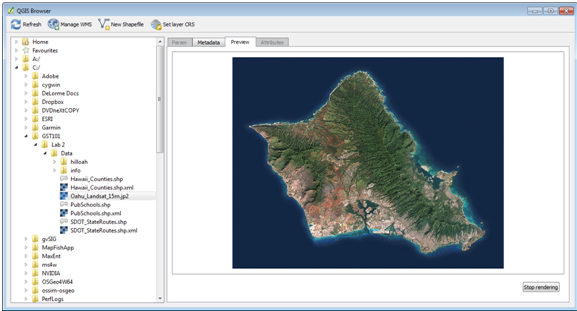 QGIS Browser
Refresh Manage WMS New Shapefile Set layer CRS
Home
Favourites
A:/
C:/
Adobe
cygwin
DeLorme Docs
Dropbox
DVDneXtCOPY
ESRI
Garmin
GST101
Lab 2
Data
hilloah
info
Hawaii_Counties.shp
Hawaii_Counties.shp.xml
Oahu_Landsat_15m.jp2
PubSchools.shp
PubSchools.shp.xml
SDOT_StateRoutes.shp
SDOT_StateRoutes.shp.xml
gvSIG
MapFishApp
MaxEnt
ms4w
NVIDIA
OSGeo4W64
ossim-osgeo
PerfLogs
Param Metadata Preview Attributes
Stop rendering